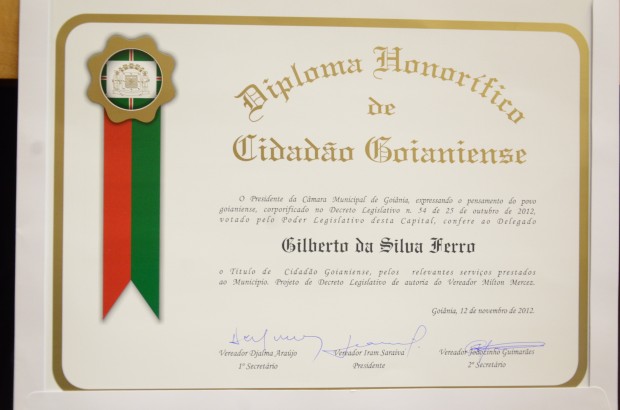 Diploma Honorífico
de
Cidadão Goianiense
O Presidente da Câmara Municipal de Goiânia, expressando o pensamento do povo
goianiense, corporificado no Decreto Legislativo n. 54 de 25 de outubro de 2012,
votado pelo Poder Legislativo desta Capital, confere ao Delegado
Gilberto da Silva Ferro
o Título de Cidadão Goianiense, pelos relevantes serviços prestados
ao Município. Projeto de Decreto Legislativo de autoria do Vereador Milton Mercez.
Goiânia, 12 de novembro de 2012.
Vereador Djalma Araújo Vereador Iram Saraiva Vereador Joãozinho Guimarães
1º Secretário Presidente 2º Secretário